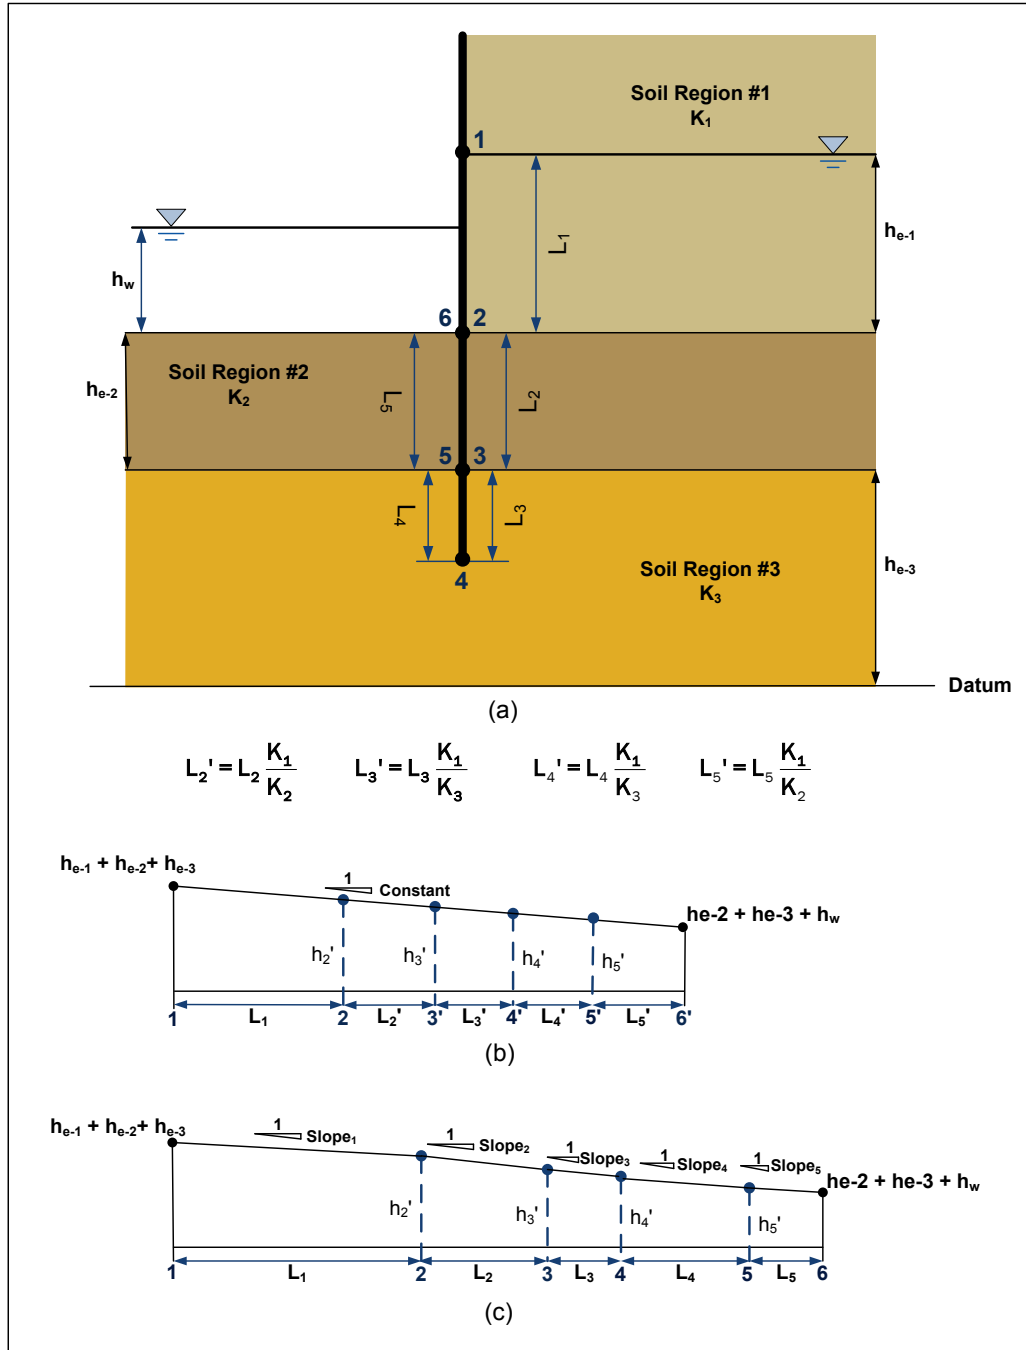 Soil Region #1
K₁
1
L₁
hₑ₋₁
h_w
6 2
Soil Region #2
K₂
hₑ₋₂
L₅
L₂
5 3
L₄
L₃
4
Soil Region #3
K₃
hₑ₋₃
Datum
(a)
L₂' = L₂ K₁/K₂ L₃' = L₃ K₁/K₃ L₄' = L₄ K₁/K₃ L₅' = L₅ K₁/K₂
hₑ₋₁ + hₑ₋₂+ hₑ₋₃
1
Constant
he-2 + he-3 + h_w
h₂' h₃' h₄' h₅'
L₁ L₂' L₃' L₄' L₅'
1 2 3' 4' 5' 6'
(b)
hₑ₋₁ + hₑ₋₂+ hₑ₋₃
1 Slope₁
1 Slope₂
1 Slope₃
1 Slope₄
1 Slope₅
he-2 + he-3 + h_w
h₂' h₃' h₄' h₅'
L₁ L₂ L₃ L₄ L₅
1 2 3 4 5 6
(c)